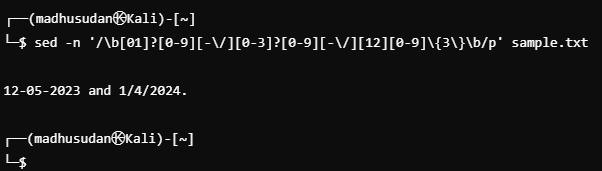 ┌──(madhusudan㉿Kali)-[~]
└─$ sed -n '/\b[01]?[0-9][-\/][0-3]?[0-9][-\/][12][0-9]\{3\}\b/p' sample.txt
12-05-2023 and 1/4/2024.
┌──(madhusudan㉿Kali)-[~]
└─$